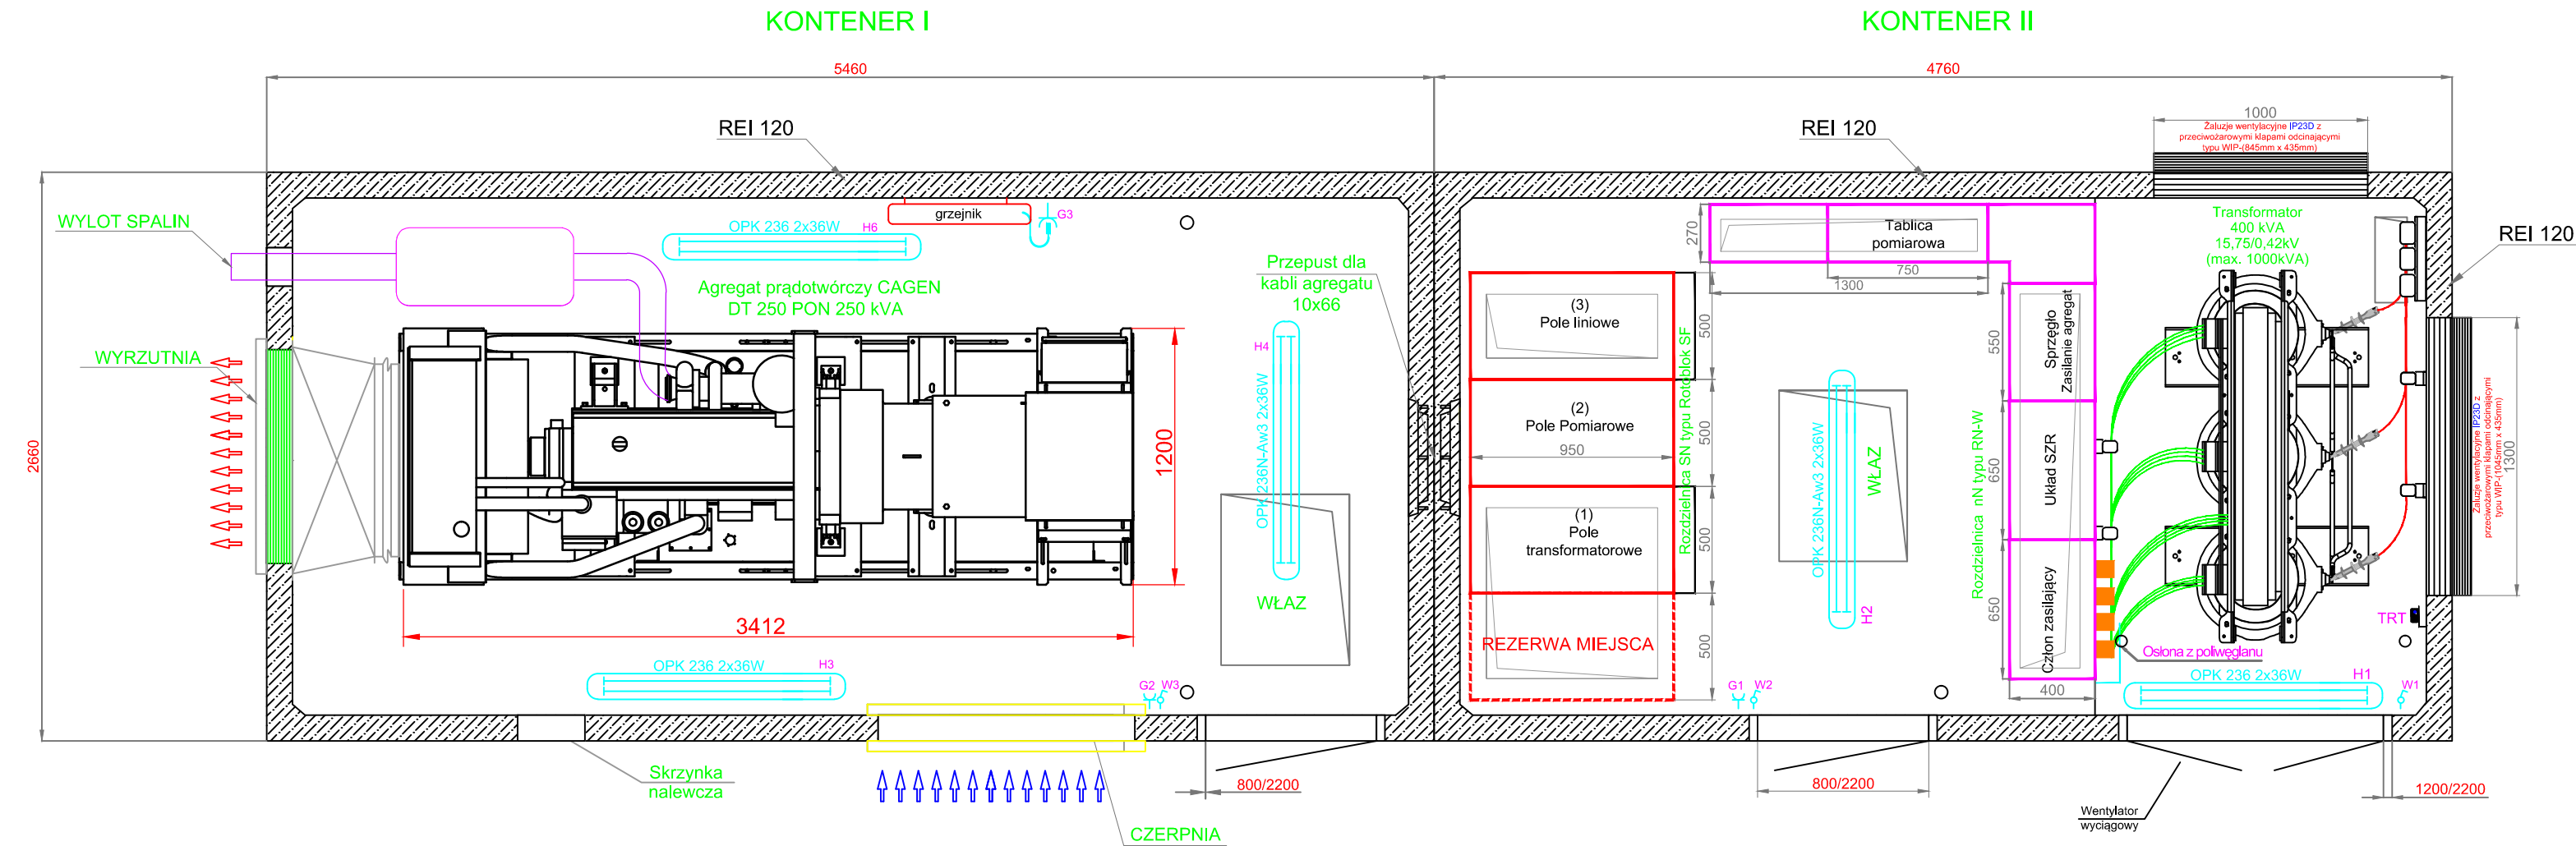 KONTENER I
KONTENER II
5460
4760
REI 120
REI 120
1000
Żaluzje wentylacyjne IP23D z
przeciwożarowymi klapami odcinającymi
typu WIP-(845mm x 435mm)
WYLOT SPALIN
OPK 236 2x36W
H6
grzejnik
G3
Agregat prądotwórczy CAGEN
DT 250 PON 250 kVA
Przepust dla
kabli agregatu
10x66
270
Tablica
pomiarowa
750
1300
Transformator
400 kVA
15,75/0,42kV
(max. 1000kVA)
REI 120
WYRZUTNIA
2660
1200
3412
H4
OPK 236N-Aw3 2x36W
WŁAZ
(3)
Pole liniowe
500
(2)
Pole Pomiarowe
950
500
(1)
Pole
transformatorowe
500
REZERWA MIEJSCA
500
Rozdzielnica SN typu Rotoblok SF
OPK 236N-Aw3 2x36W
H2
WŁAZ
Rozdzielnica nN typu RN-W
550
Sprzęgło
Zasilanie agregat
650
Układ SZR
650
Człon zasilający
400
Osłona z poliwęglanu
TRT
Żaluzje wentylacyjne IP23D z
przeciwożarowymi klapami odcinającymi
typu WIP-(1045mm x 435mm)
1300
OPK 236 2x36W
H3
G2
W3
G1
W2
OPK 236 2x36W
H1
W1
Skrzynka
nalewcza
800/2200
800/2200
1200/2200
CZERPNIA
Wentylator
wyciągowy